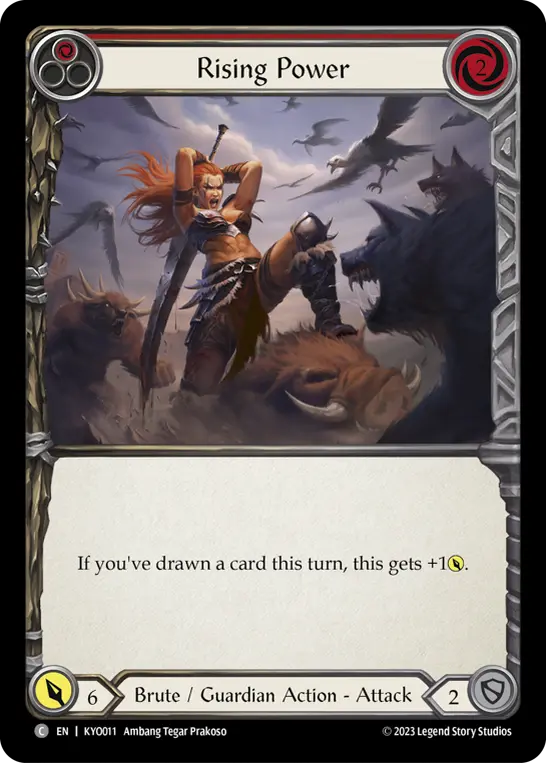 Rising Power
2
If you've drawn a card this turn, this gets +1.
6 Brute / Guardian Action - Attack 2
C EN | KYO011 Ambang Tegar Prakoso © 2023 Legend Story Studios